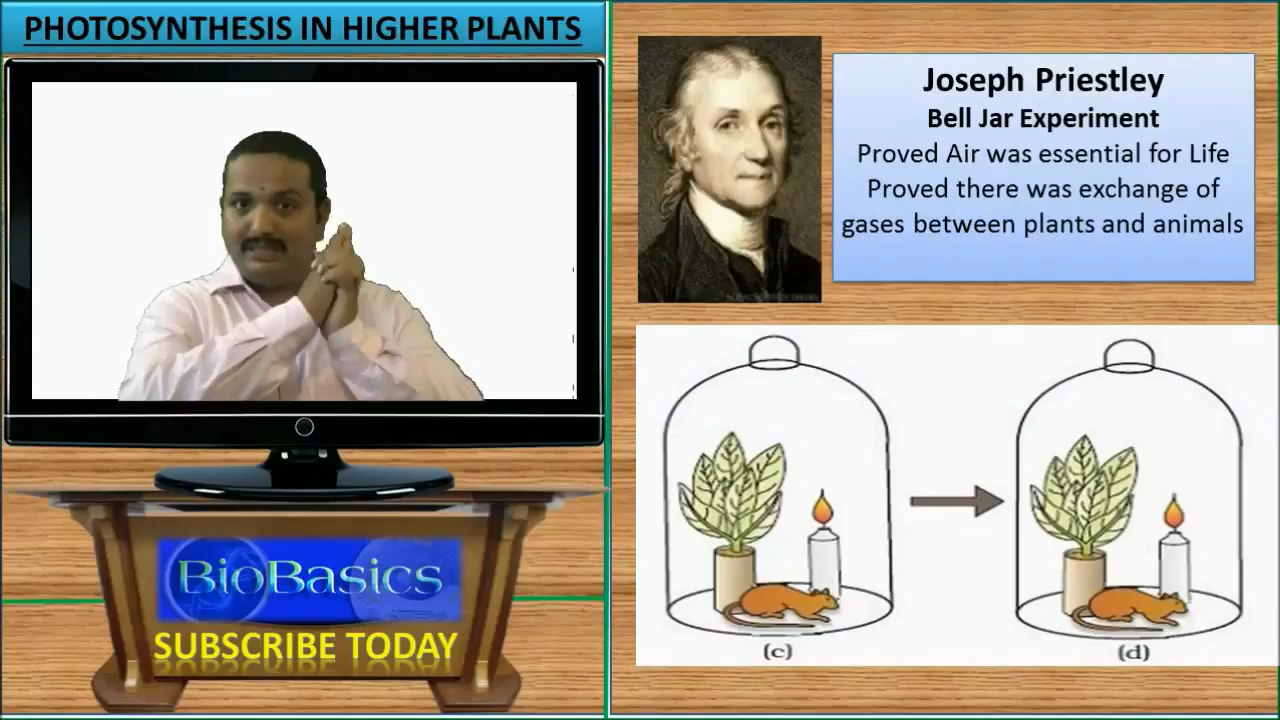 PHOTOSYNTHESIS IN HIGHER PLANTS
Joseph Priestley
Bell Jar Experiment
Proved Air was essential for Life
Proved there was exchange of
gases between plants and animals
BioBasics
SUBSCRIBE TODAY
(c)
(d)